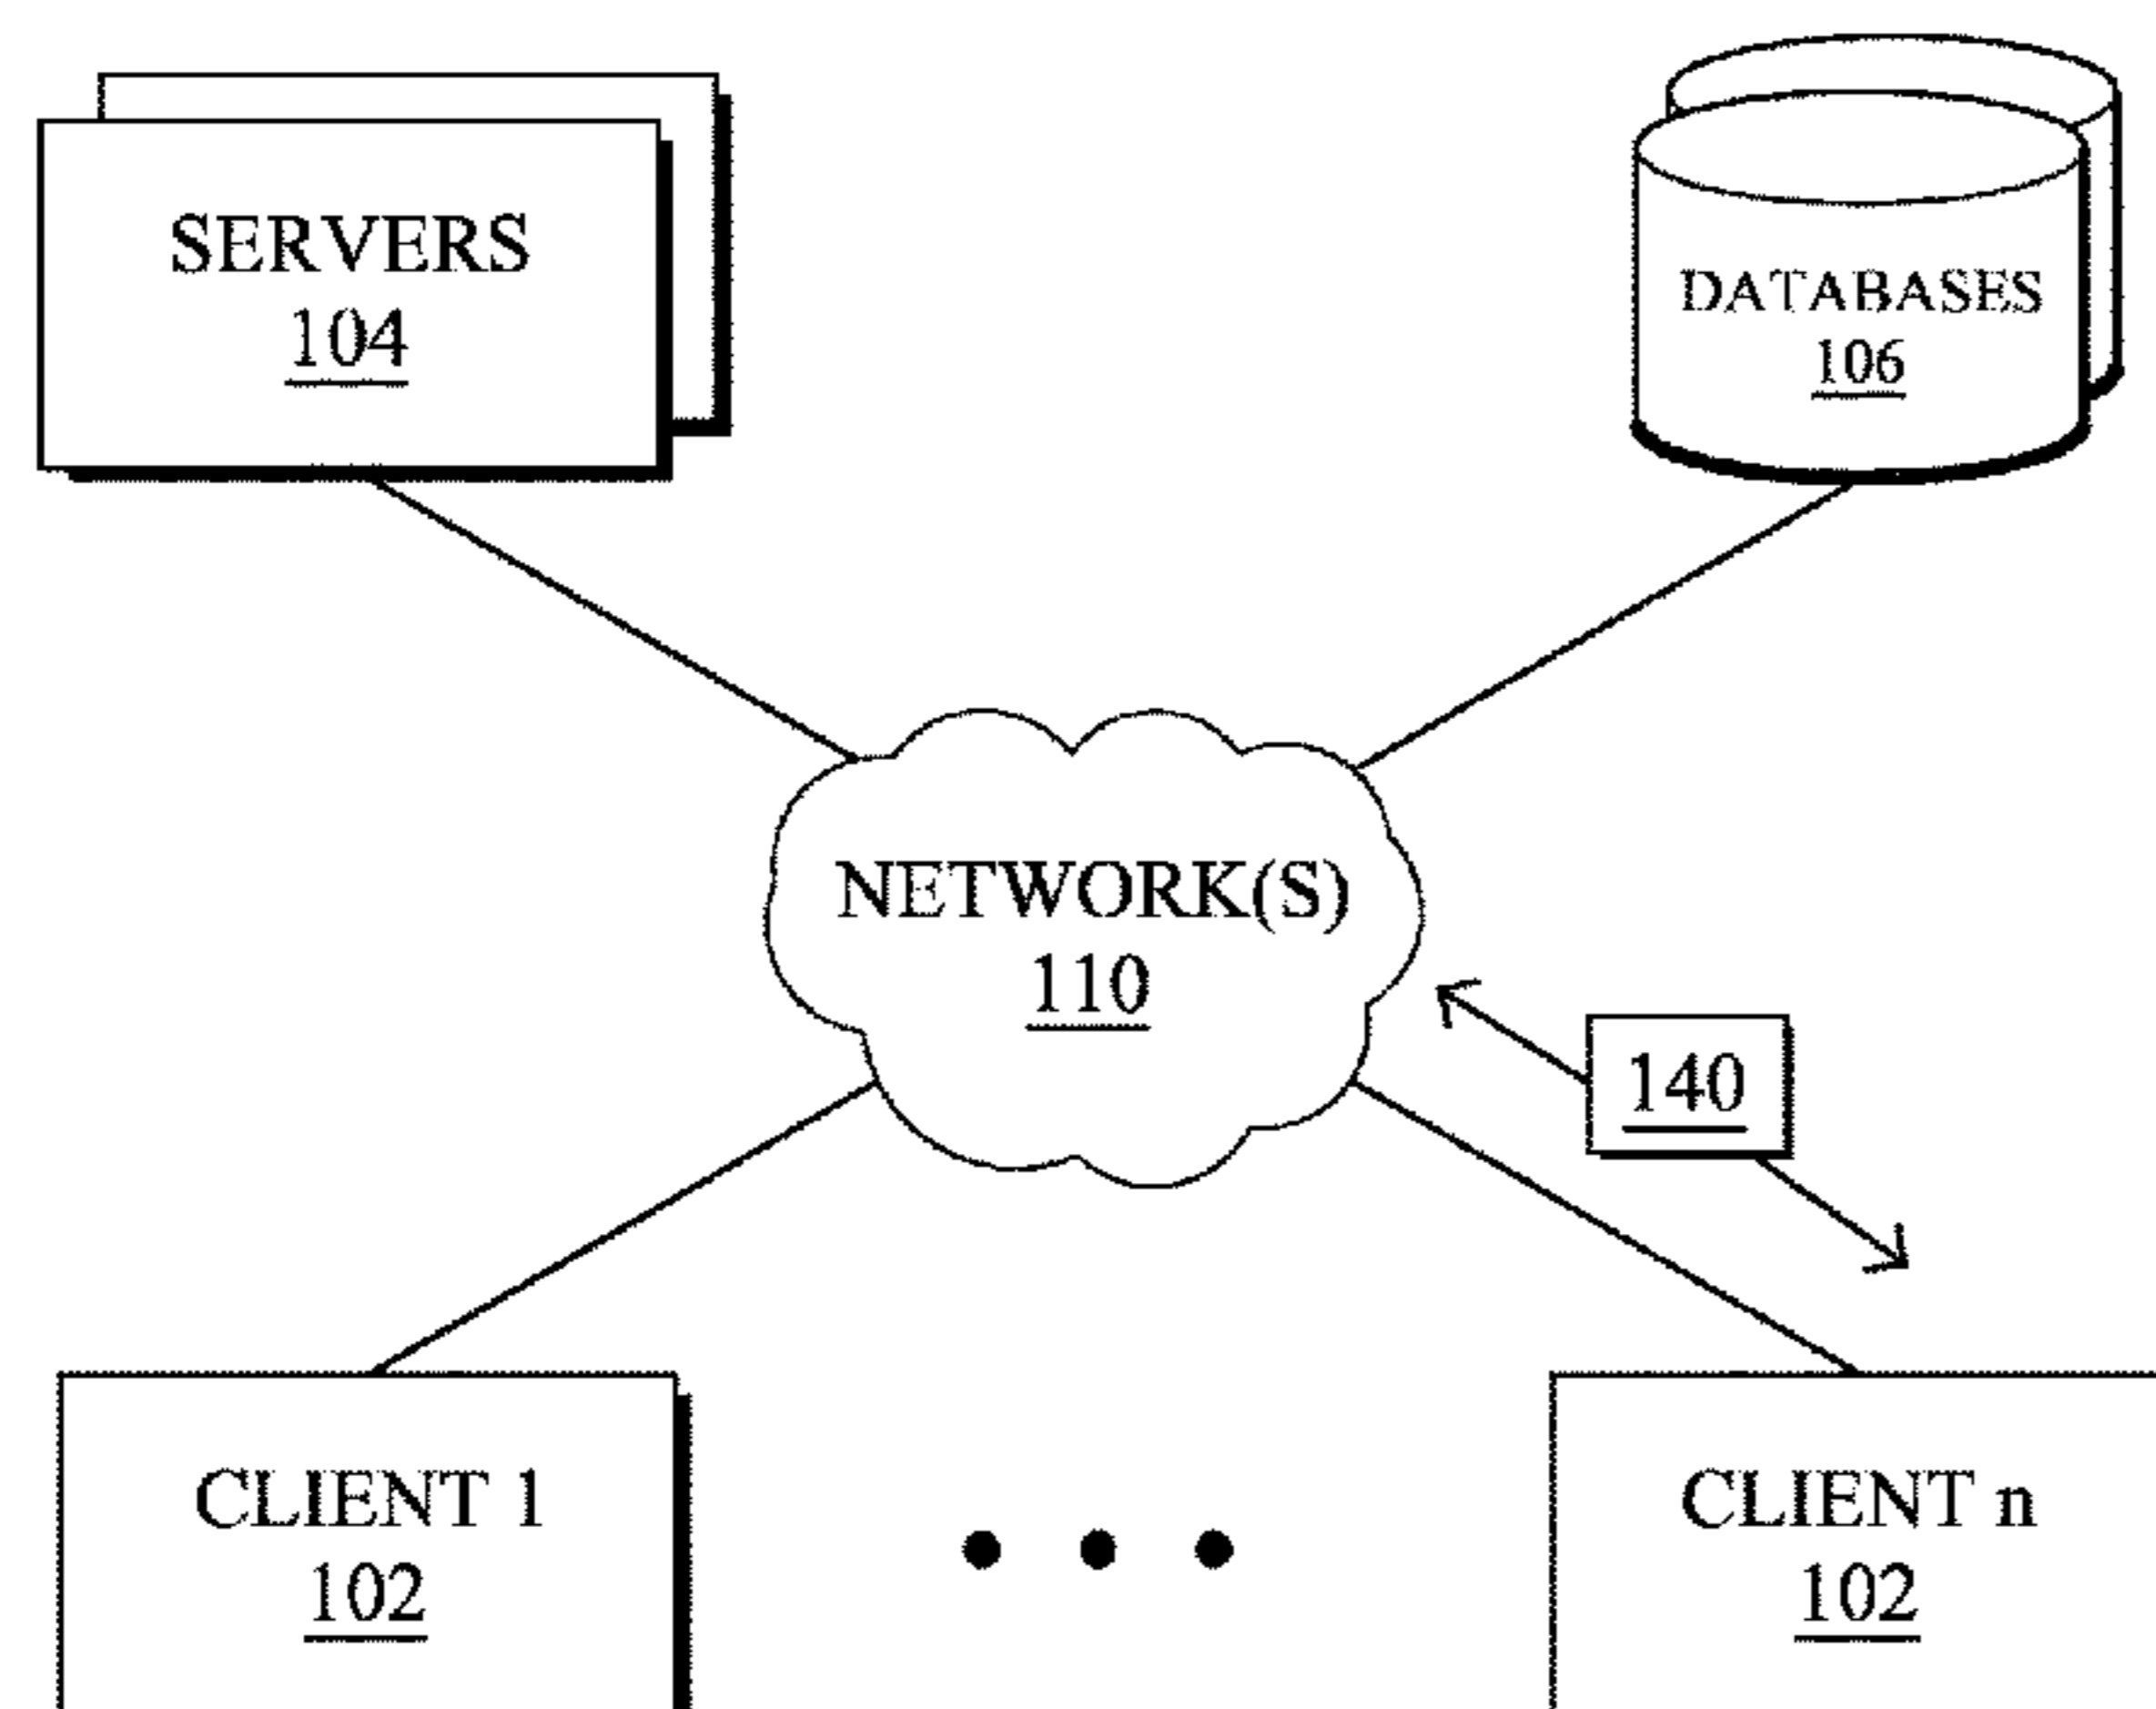 SERVERS
104
DATABASES
106
NETWORK(S)
110
140
CLIENT 1
102
CLIENT n
102